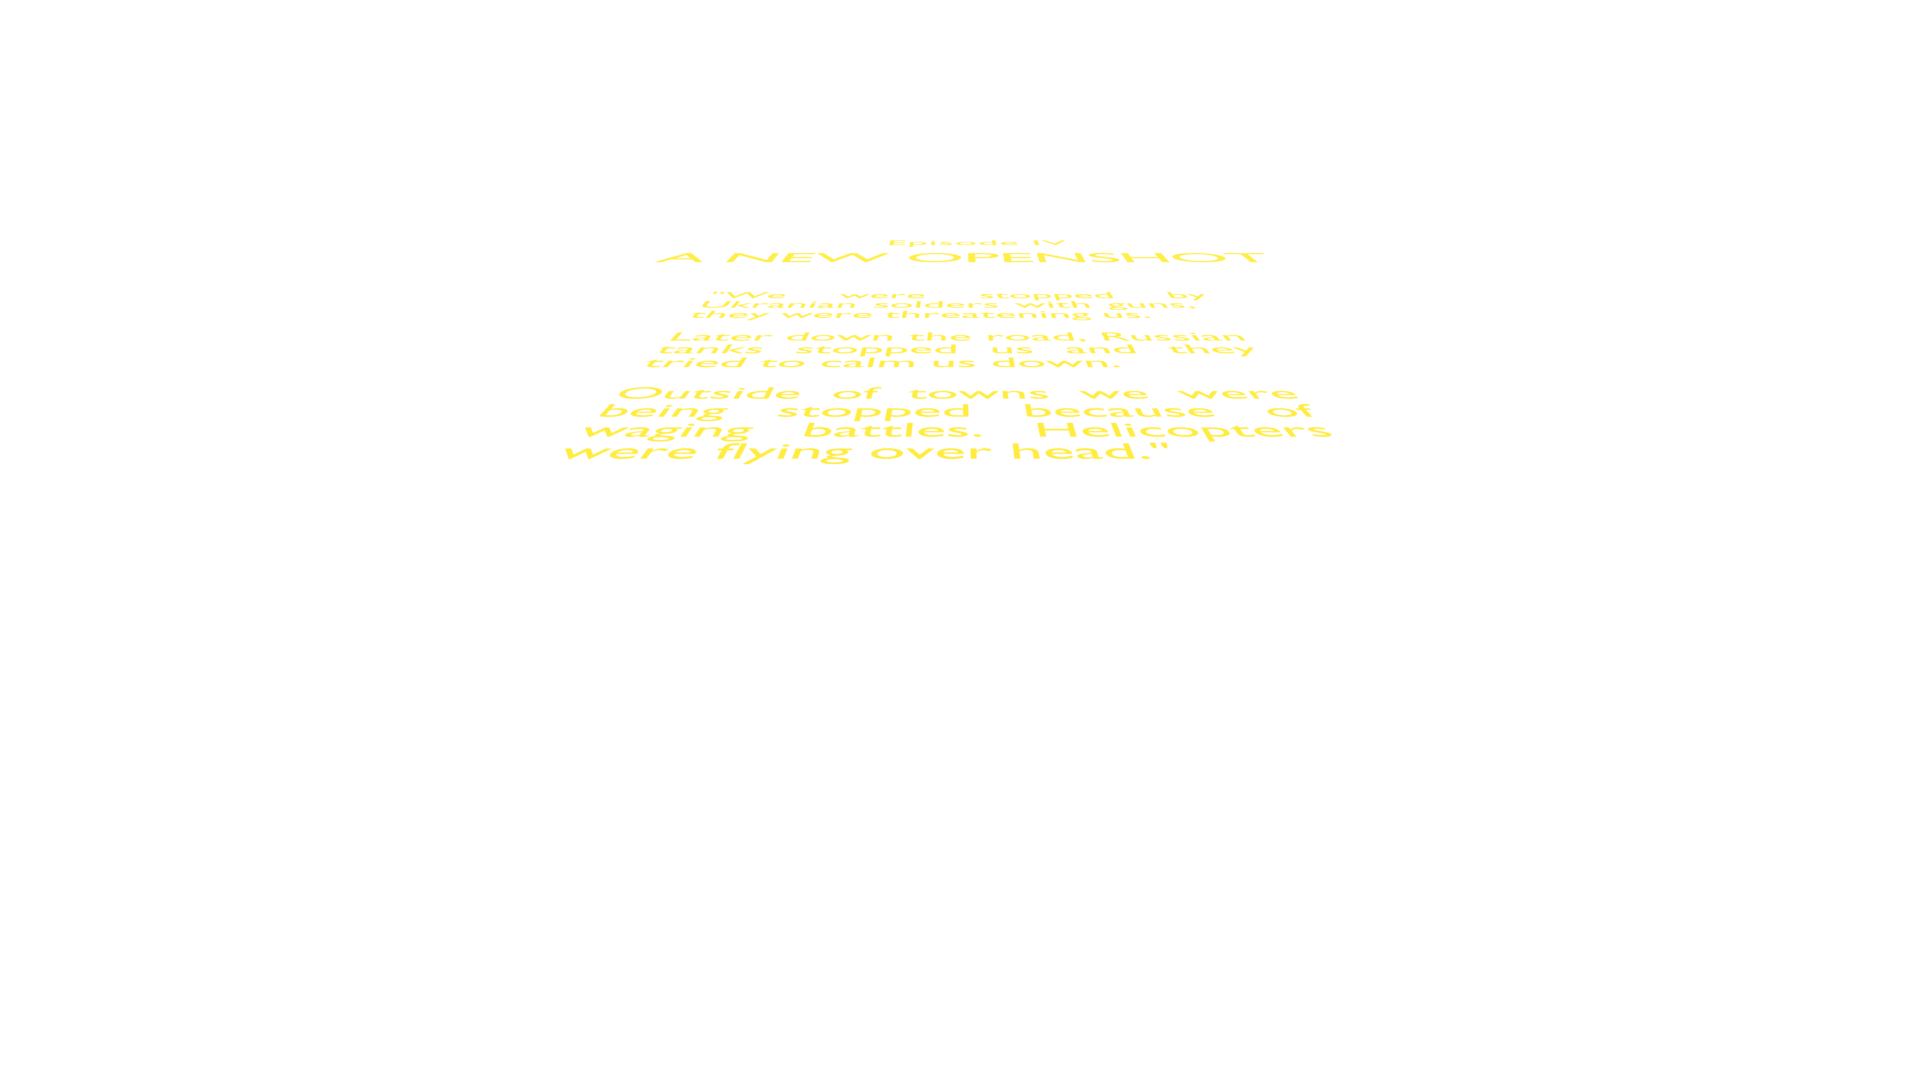 Episode IV
A NEW OPENSHOT
"We were stopped by
Ukranian solders with guns,
they were threatening us.
Later down the road, Russian
tanks stopped us and they
tried to calm us down.
Outside of towns we were
being stopped because of
waging battles. Helicopters
were flying over head."